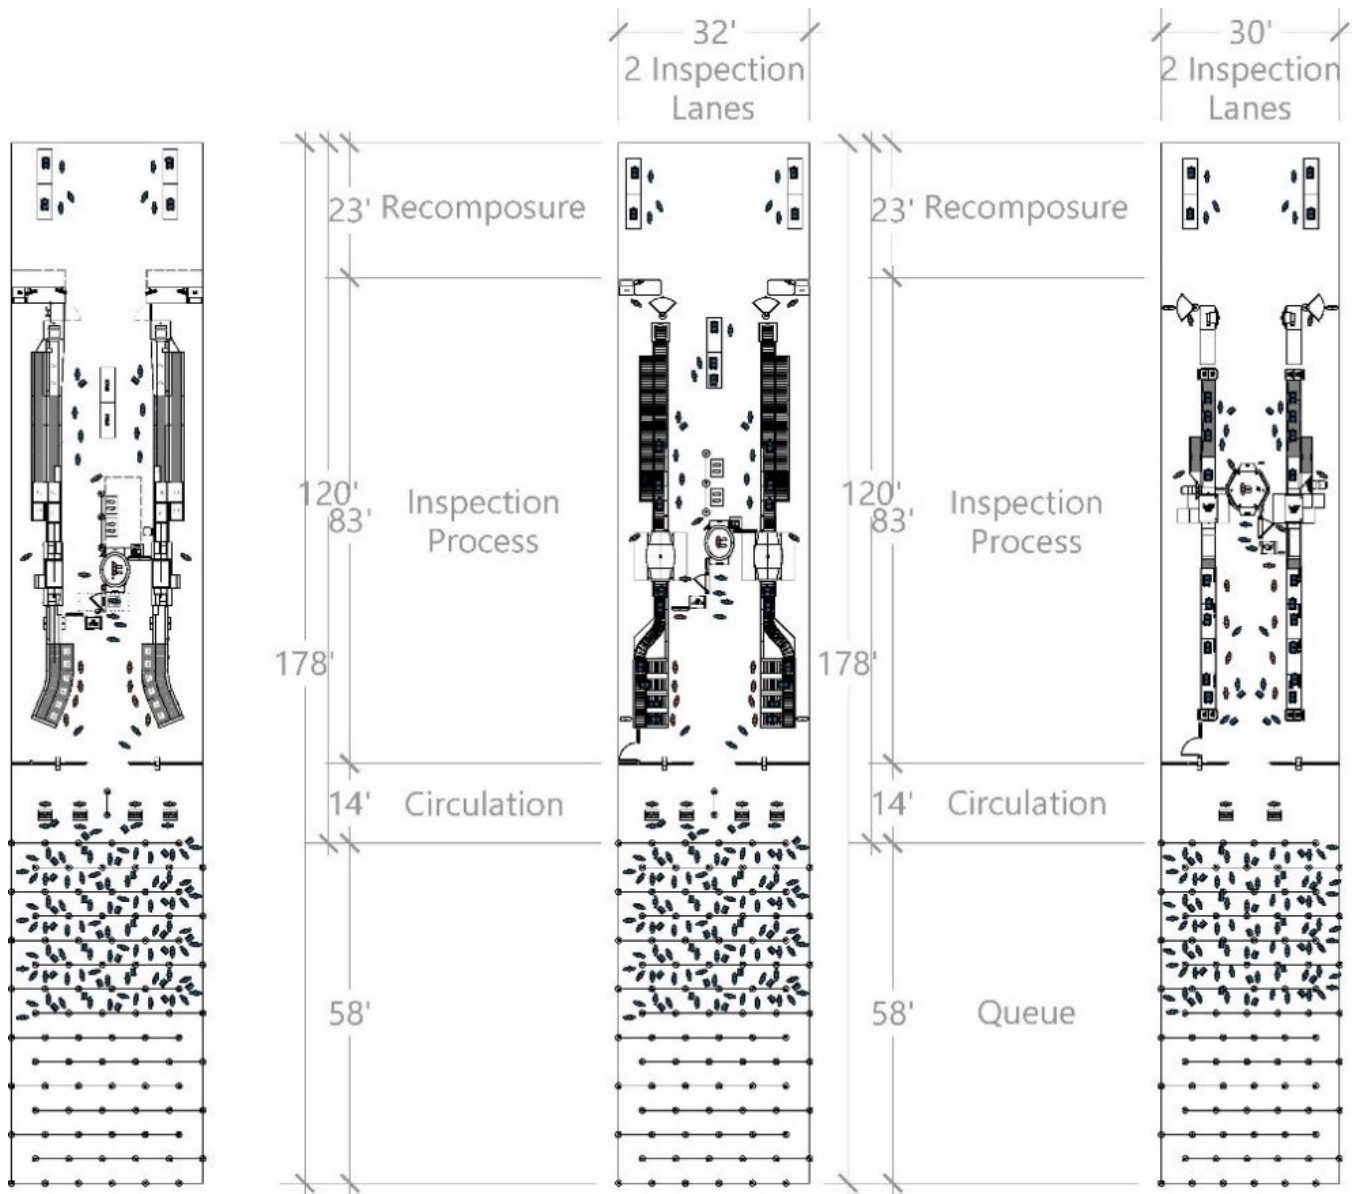 32'
2 Inspection
Lanes
30'
2 Inspection
Lanes
23' Recomposure
23' Recomposure
120'
83'
Inspection
Process
120'
83'
Inspection
Process
178'
178'
14' Circulation
14' Circulation
58'
58' Queue